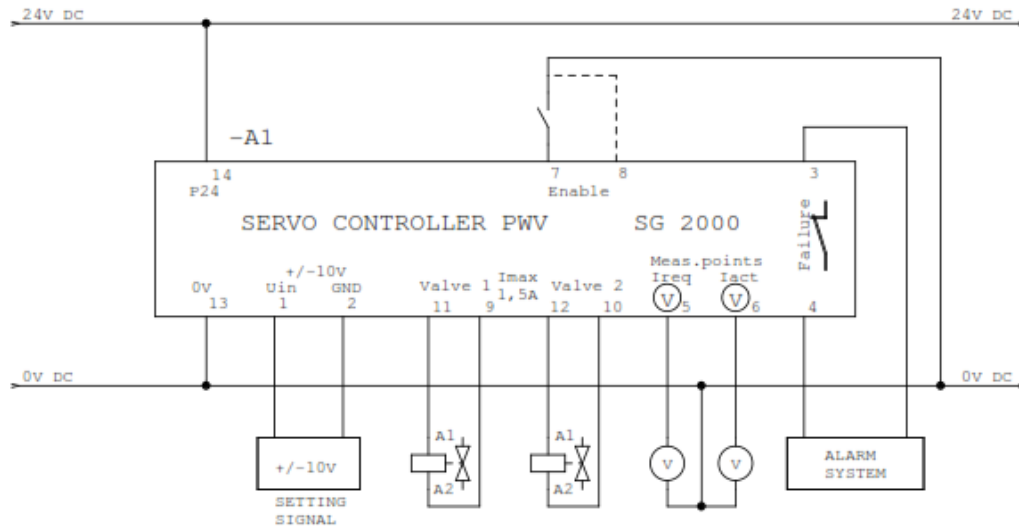 24V DC 24V DC
-A1
14 7 8 3
P24 Enable
SERVO CONTROLLER PWV SG 2000
Failure
+/-10V Meas.points
0V Uin GND Valve 1 Imax Valve 2 Ireq Iact
1,5A
V V
13 1 2 11 9 12 10 5 6 4
0V DC 0V DC
A1 A1
+/-10V V V ALARM
SYSTEM
A2 A2
SETTING
SIGNAL